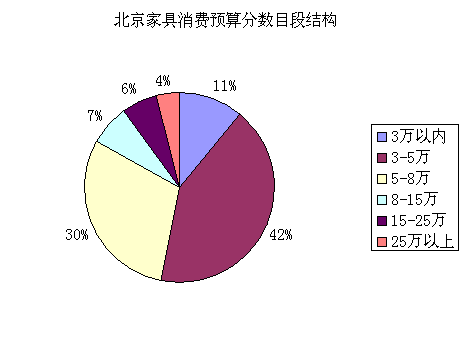 北京家具消费预算分数目段结构
4%
6%
11%
7%
30%
42%
3万以内
3-5万
5-8万
8-15万
15-25万
25万以上